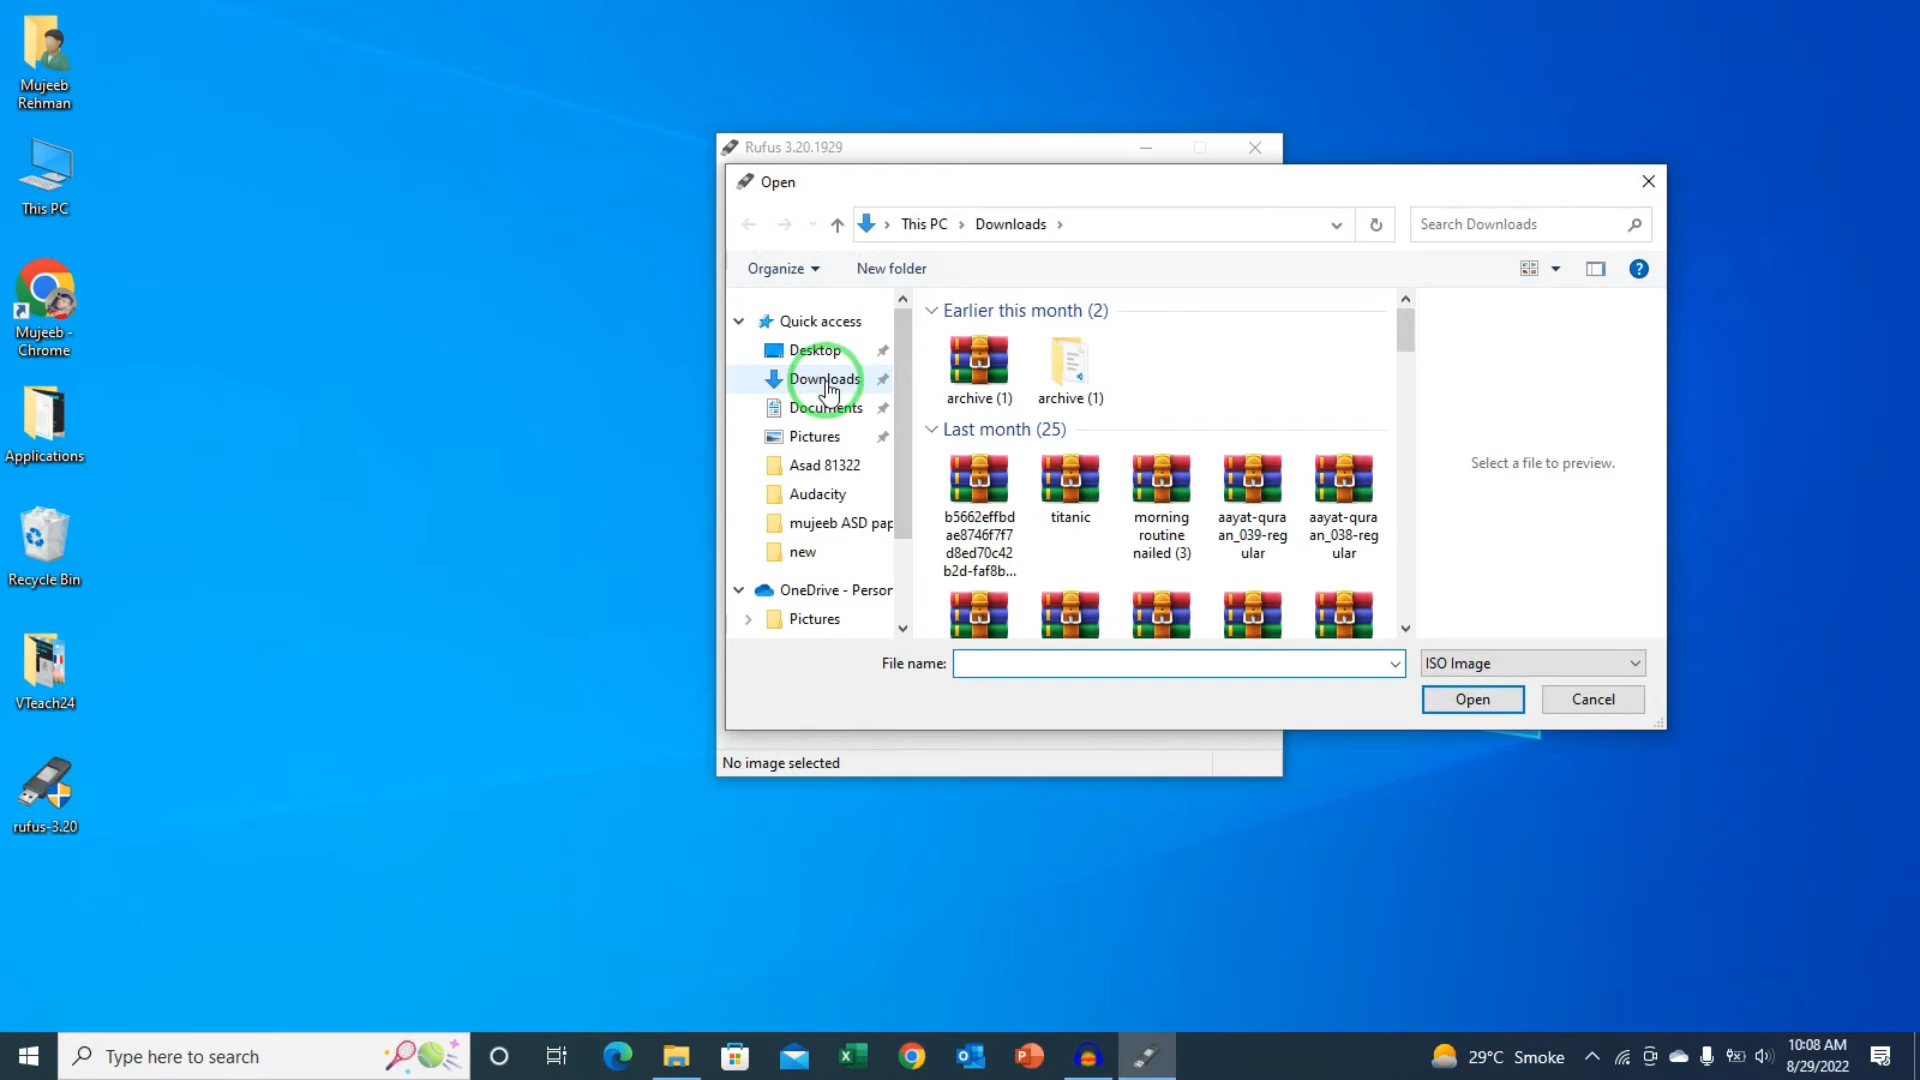 Mujeeb
Rehman
This PC
Mujeeb -
Chrome
Applications
Recycle Bin
VTeach24
rufus-3.20
Rufus 3.20.1929
Open
This PC
Downloads
Search Downloads
Organize
New folder
Quick access
Desktop
Downloads
Documents
Pictures
Asad 81322
Audacity
mujeeb ASD pap
new
OneDrive - Person
Pictures
Earlier this month (2)
archive (1)
archive (1)
Last month (25)
b5662effbd
ae8746f7f7
d8ed70c42
b2d-faf8b...
titanic
morning
routine
nailed (3)
aayat-qura
an_039-reg
ular
aayat-qura
an_038-reg
ular
Select a file to preview.
File name:
ISO Image
Open
Cancel
No image selected
Type here to search
29°C Smoke
10:08 AM
8/29/2022